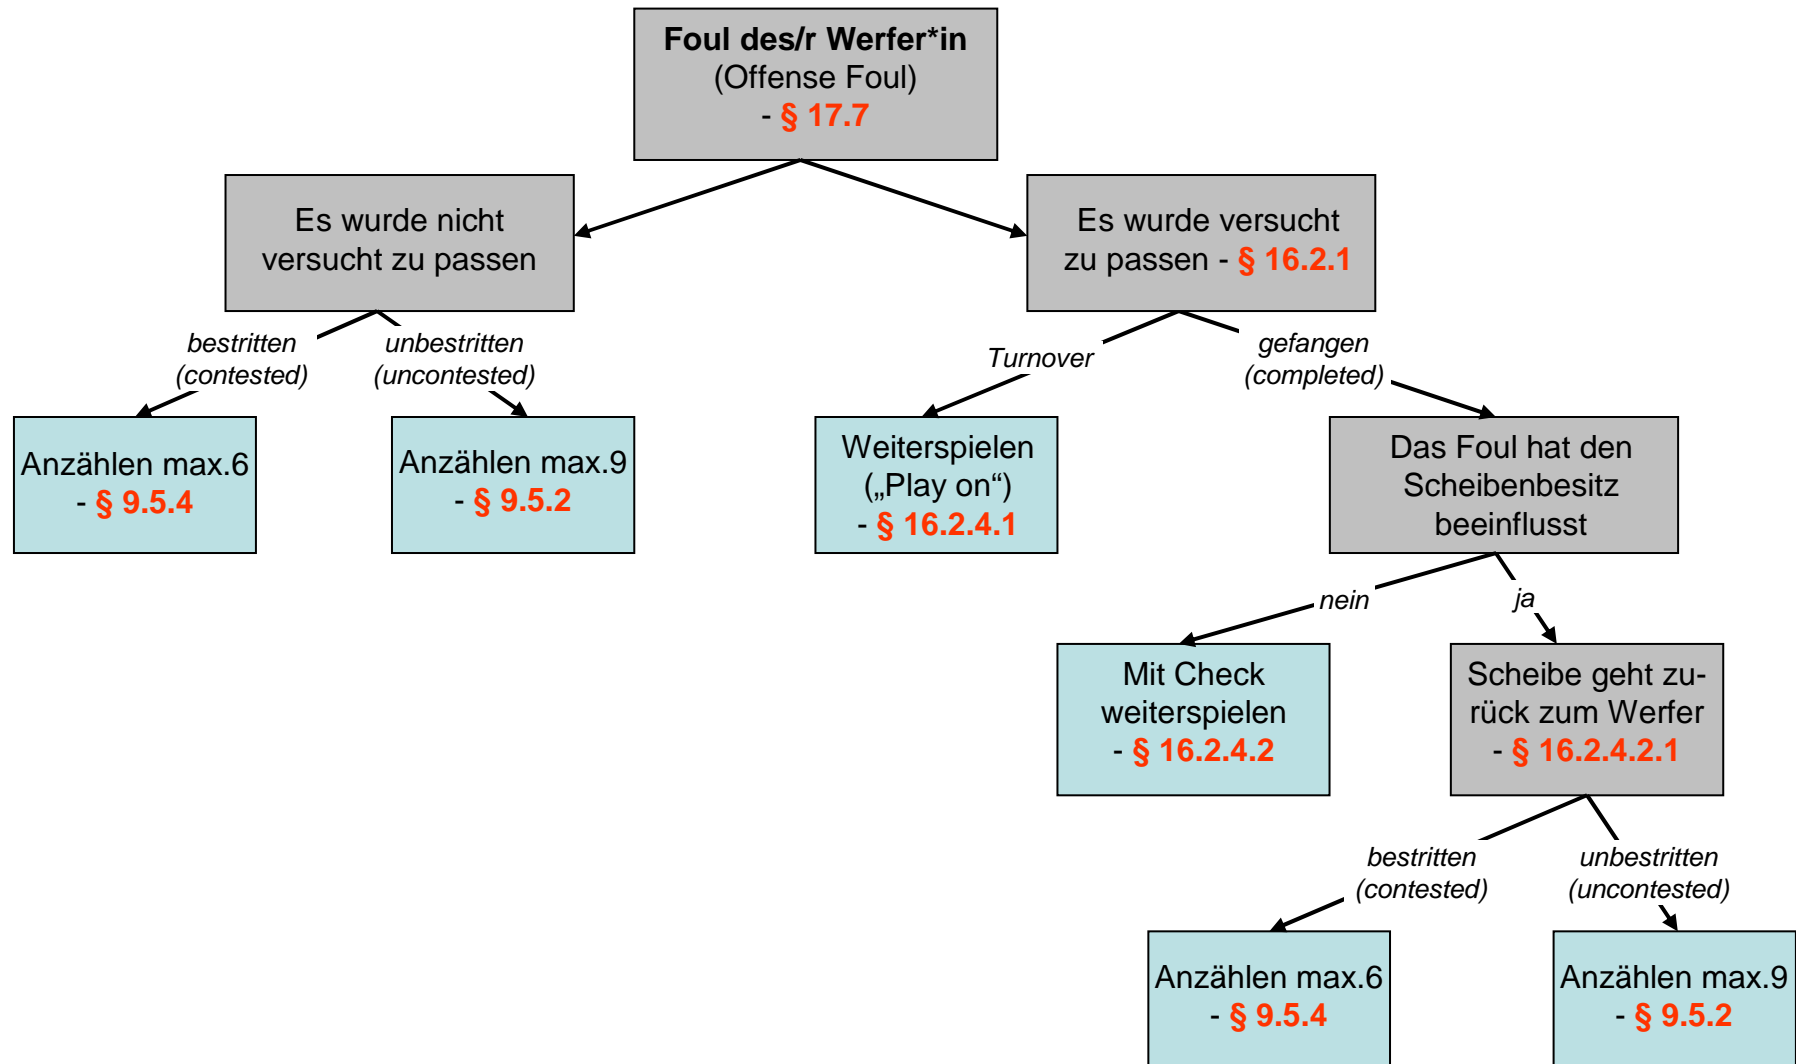 Foul des/r Werfer*in
(Offense Foul)
- § 17.7
Es wurde nicht
versucht zu passen
Es wurde versucht
zu passen - § 16.2.1
bestritten
(contested)
unbestritten
(uncontested)
Turnover
gefangen
(completed)
Anzählen max.6
- § 9.5.4
Anzählen max.9
- § 9.5.2
Weiterspielen
(„Play on“)
- § 16.2.4.1
Das Foul hat den
Scheibenbesitz
beeinflusst
nein
ja
Mit Check
weiterspielen
- § 16.2.4.2
Scheibe geht zu-
rück zum Werfer
- § 16.2.4.2.1
bestritten
(contested)
unbestritten
(uncontested)
Anzählen max.6
- § 9.5.4
Anzählen max.9
- § 9.5.2